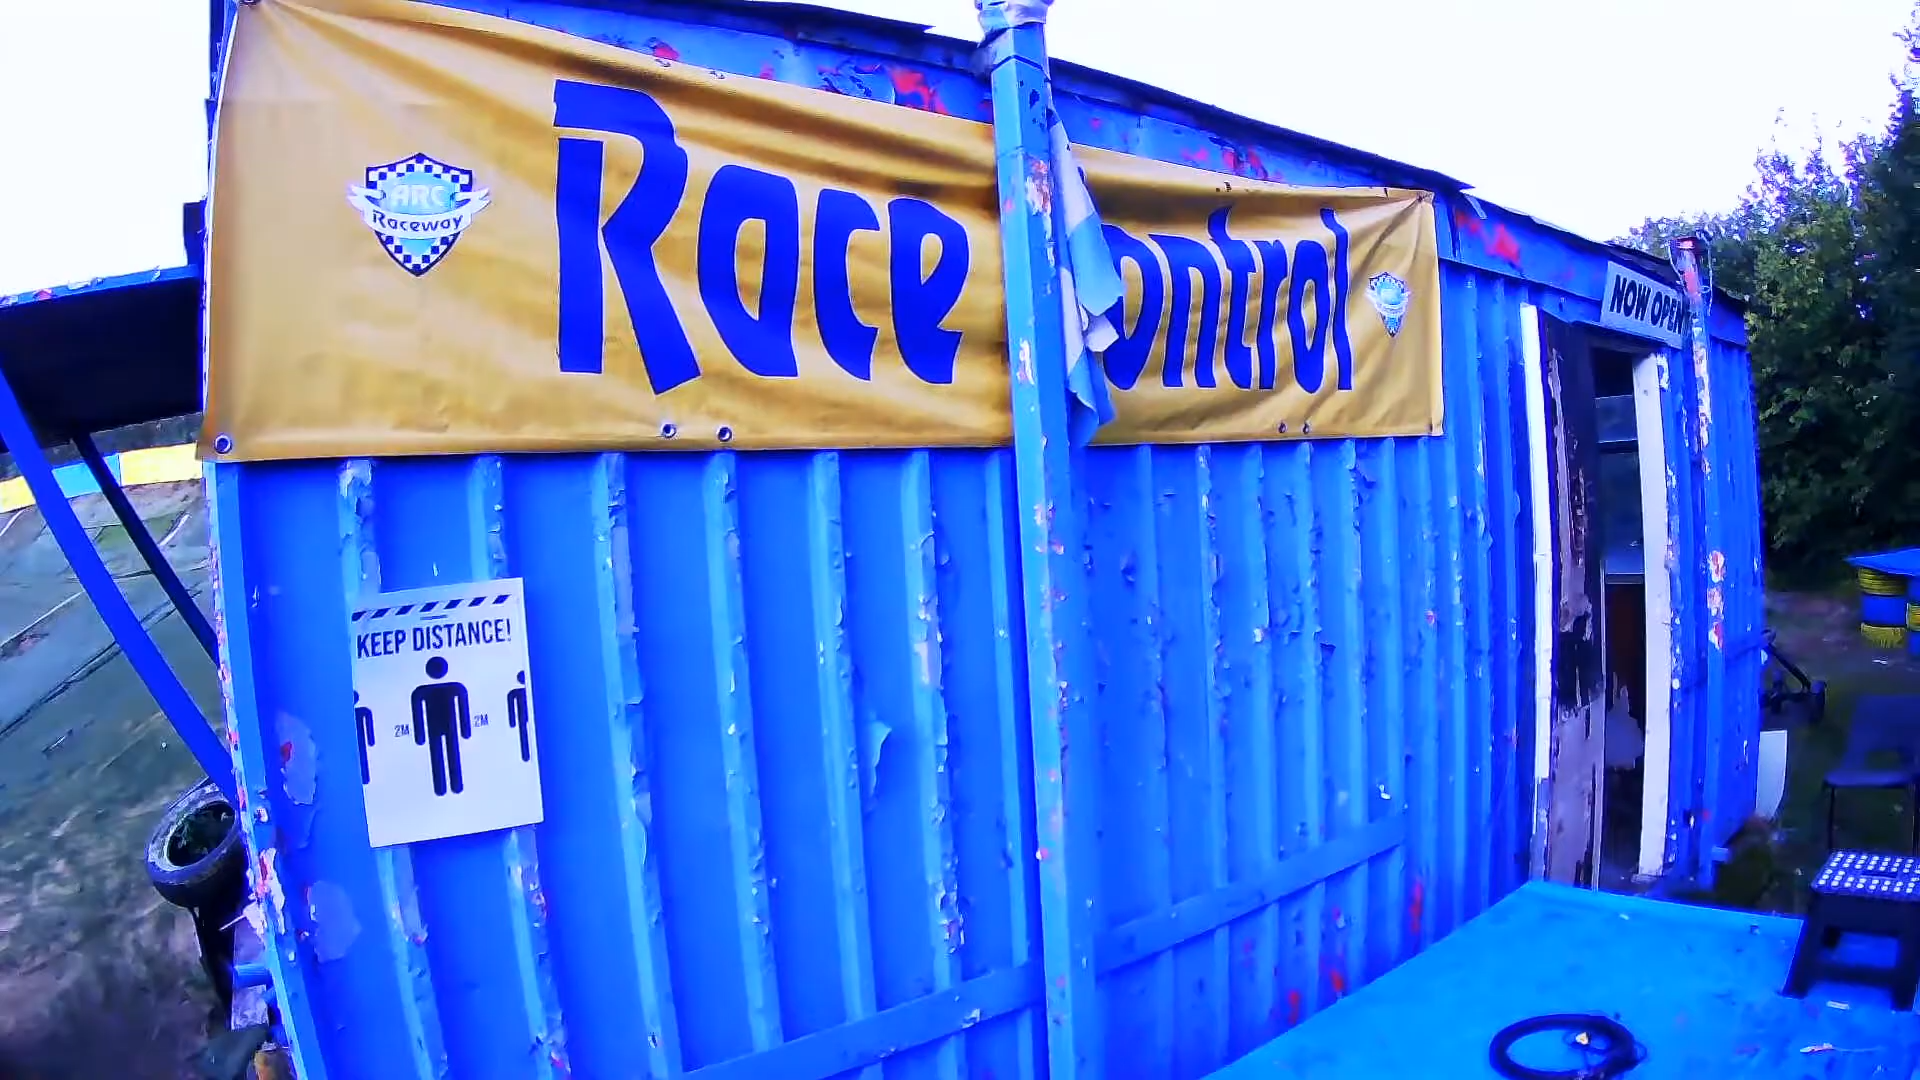 ARC
Raceway
Race ontrol
NOW OPEN
KEEP DISTANCE!
2M 2M